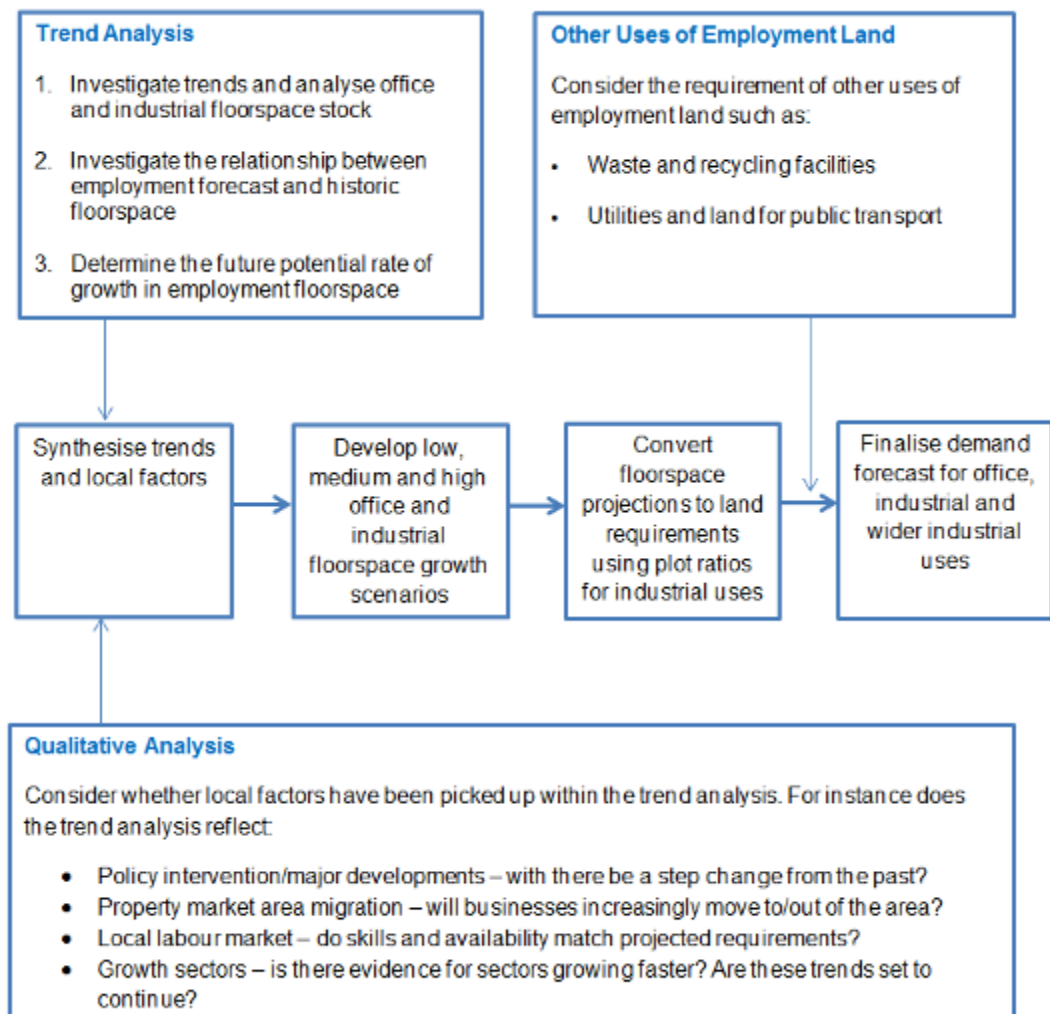 Trend Analysis
1. Investigate trends and analyse office
and industrial floorspace stock
2. Investigate the relationship between
employment forecast and historic
floorspace
3. Determine the future potential rate of
growth in employment floorspace
Other Uses of Employment Land
Consider the requirement of other uses of
employment land such as:
• Waste and recycling facilities
• Utilities and land for public transport
Synthesise trends
and local factors
Develop low,
medium and high
office and
industrial
floorspace growth
scenarios
Convert
floorspace
projections to land
requirements
using plot ratios
for industrial uses
Finalise demand
forecast for office,
industrial and
wider industrial
uses
Qualitative Analysis
Consider whether local factors have been picked up within the trend analysis. For instance does
the trend analysis reflect:
• Policy intervention/major developments – with there be a step change from the past?
• Property market area migration – will businesses increasingly move to/out of the area?
• Local labour market – do skills and availability match projected requirements?
• Growth sectors – is there evidence for sectors growing faster? Are these trends set to
continue?